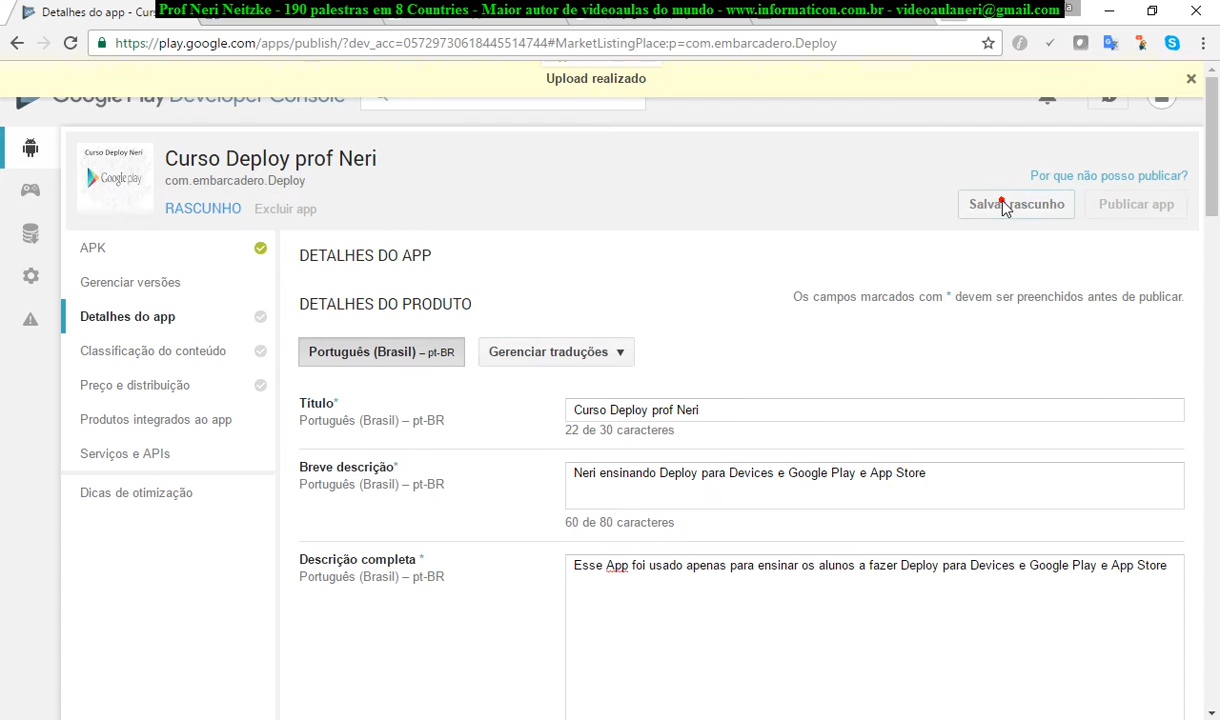 Detalhes do app - Curso
Prof Neri Neitzke - 190 palestras em 8 Countries - Maior autor de videoaulas do mundo - www.informaticon.com.br - videoaulaneri@gmail.com
https://play.google.com/apps/publish/?dev_acc=05729730618445514744#MarketListingPlace:p=com.embarcadero.Deploy
Upload realizado
Google Play Developer Console
Curso Deploy Neri
Google play
Curso Deploy prof Neri
com.embarcadero.Deploy
RASCUNHO Excluir app
Por que não posso publicar?
Salvar rascunho
Publicar app
APK
Gerenciar versões
Detalhes do app
Classificação do conteúdo
Preço e distribuição
Produtos integrados ao app
Serviços e APIs
Dicas de otimização
DETALHES DO APP
DETALHES DO PRODUTO
Os campos marcados com * devem ser preenchidos antes de publicar.
Português (Brasil) – pt-BR
Gerenciar traduções
Título*
Português (Brasil) – pt-BR
Curso Deploy prof Neri
22 de 30 caracteres
Breve descrição*
Português (Brasil) – pt-BR
Neri ensinando Deploy para Devices e Google Play e App Store
60 de 80 caracteres
Descrição completa *
Português (Brasil) – pt-BR
Esse App foi usado apenas para ensinar os alunos a fazer Deploy para Devices e Google Play e App Store